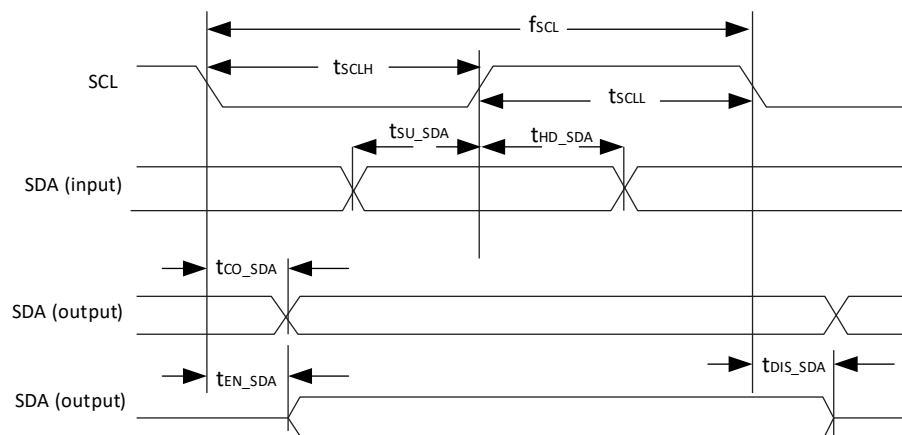 fSCL
SCL
tSCLH
tSCLL
tSU_SDA
tHD_SDA
SDA (input)
tCO_SDA
SDA (output)
tEN_SDA
tDIS_SDA
SDA (output)